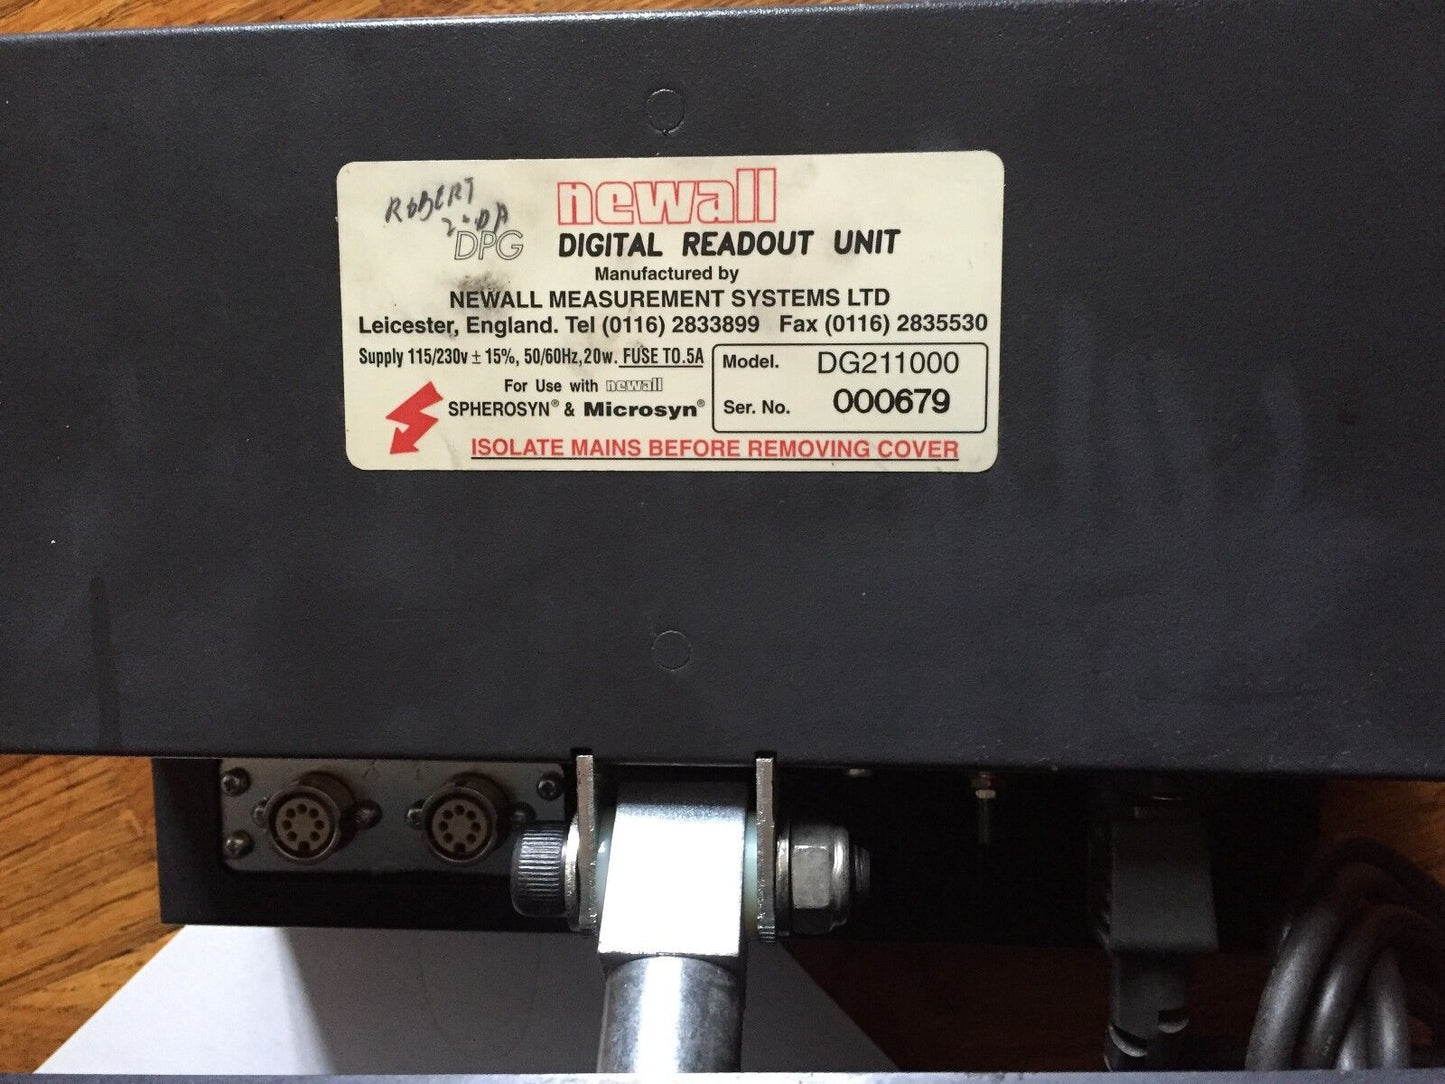 ROBERT
newall
DPG
DIGITAL READOUT UNIT
Manufactured by
NEWALL MEASUREMENT SYSTEMS LTD
Leicester, England. Tel (0116) 2833899 Fax (0116) 2835530
Supply 115/230v ± 15%, 50/60Hz,20w. FUSE TO.5A
For Use with newall
SPHEROSYN® & Microsyn®
Model. DG211000
Ser. No. 000679
ISOLATE MAINS BEFORE REMOVING COVER